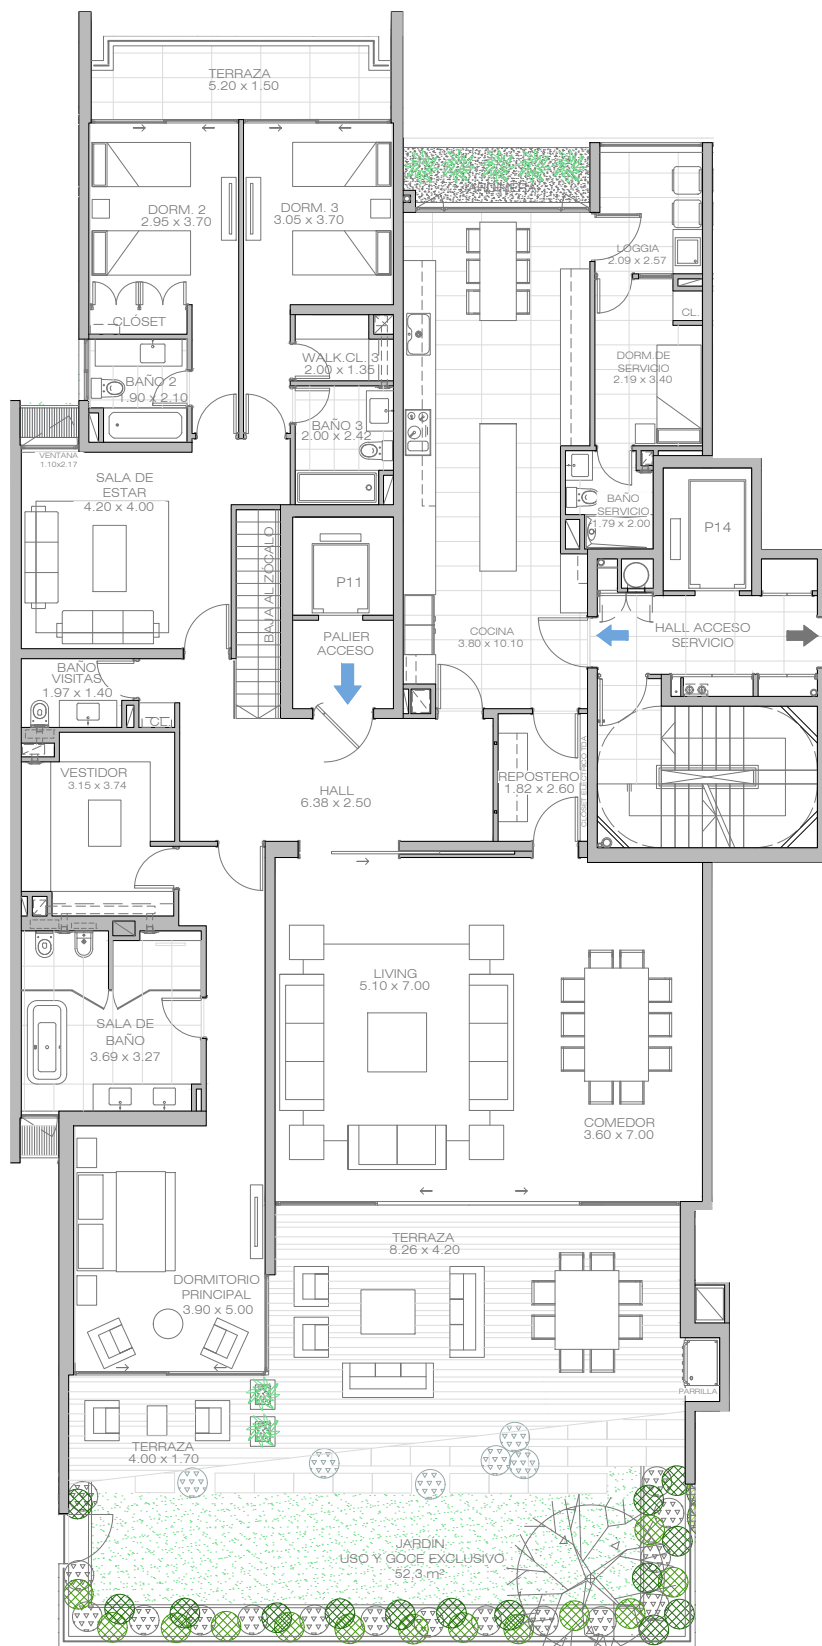 TERRAZA
5.20 x 1.50
DORM. 2
2.95 x 3.70
DORM. 3
3.05 x 3.70
JARDINERA
LOGGIA
2.09 x 2.57
CLÓSET
CL.
WALK.CL. 3
2.00 x 1.35
DORM.DE
SERVICIO
2.19 x 3.40
BAÑO 2
1.90 x 2.10
BAÑO 3
2.00 x 2.42
VENTANA
1.10x2.17
SALA DE
ESTAR
4.20 x 4.00
BAÑO
SERVICIO
1.79 x 2.00
P14
BAJA AL ZÓCALO
P11
PALIER
ACCESO
COCINA
3.80 x 10.10
HALL ACCESO
SERVICIO
BAÑO
VISITAS
1.97 x 1.40
CL.
VESTIDOR
3.15 x 3.74
HALL
6.38 x 2.50
REPOSTERO
1.82 x 2.60
CLOSET ELECTRICO TDA
LIVING
5.10 x 7.00
SALA DE
BAÑO
3.69 x 3.27
COMEDOR
3.60 x 7.00
TERRAZA
8.26 x 4.20
DORMITORIO
PRINCIPAL
3.90 x 5.00
PARRILLA
TERRAZA
4.00 x 1.70
JARDÍN
USO Y GOCE EXCLUSIVO
52,3 m²